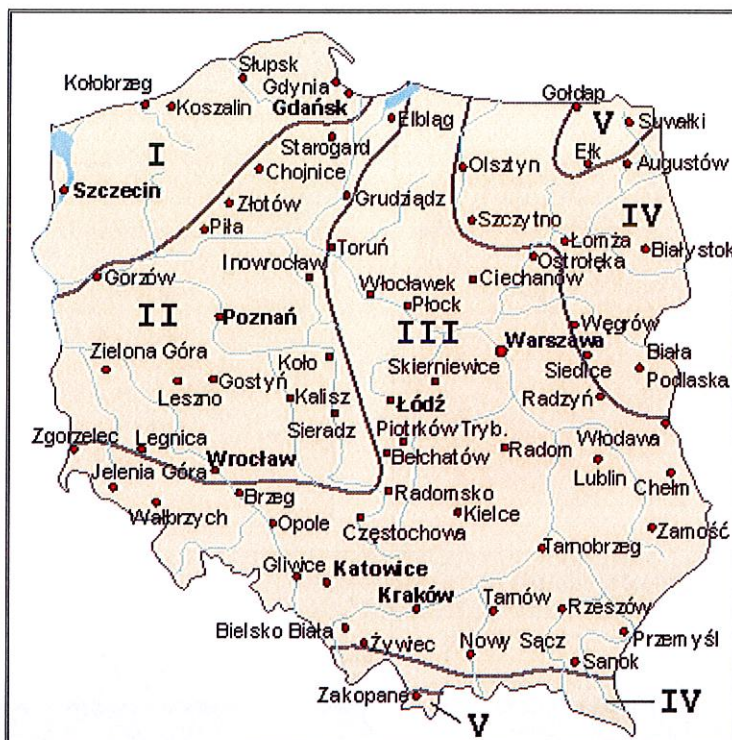 Słupsk
Kołobrzeg
Gdynia
Koszalin
Gdańsk
Gołdap
Elbląg
V
Suwałki
I
Starogard
Chojnice
Olsztyn
Ełk
Augustów
Szczecin
Złotów
Grudziądz
Szczytno
IV
Piła
Toruń
Łomża
Białystok
Inowrocław
Ostrołęka
Gorzów
Włocławek
Ciechanów
Płock
II
Poznań
III
Węgrów
Warszawa
Zielona Góra
Koło
Skierniewice
Siedlce
Biała
Podlaska
Gostyń
Leszno
Kalisz
Łódź
Radzyń
Sieradz
Piotrków Tryb.
Włodawa
Zgorzelec
Legnica
Wrocław
Bełchatów
Radom
Lublin
Chełm
Jelenia Góra
Brzeg
Radomsko
Wałbrzych
Opole
Częstochowa
Kielce
Zamość
Tarnobrzeg
Gliwice
Katowice
Kraków
Tarnów
Rzeszów
Bielsko Biała
Żywiec
Nowy Sącz
Przemyśl
Sanok
Zakopane
V
IV